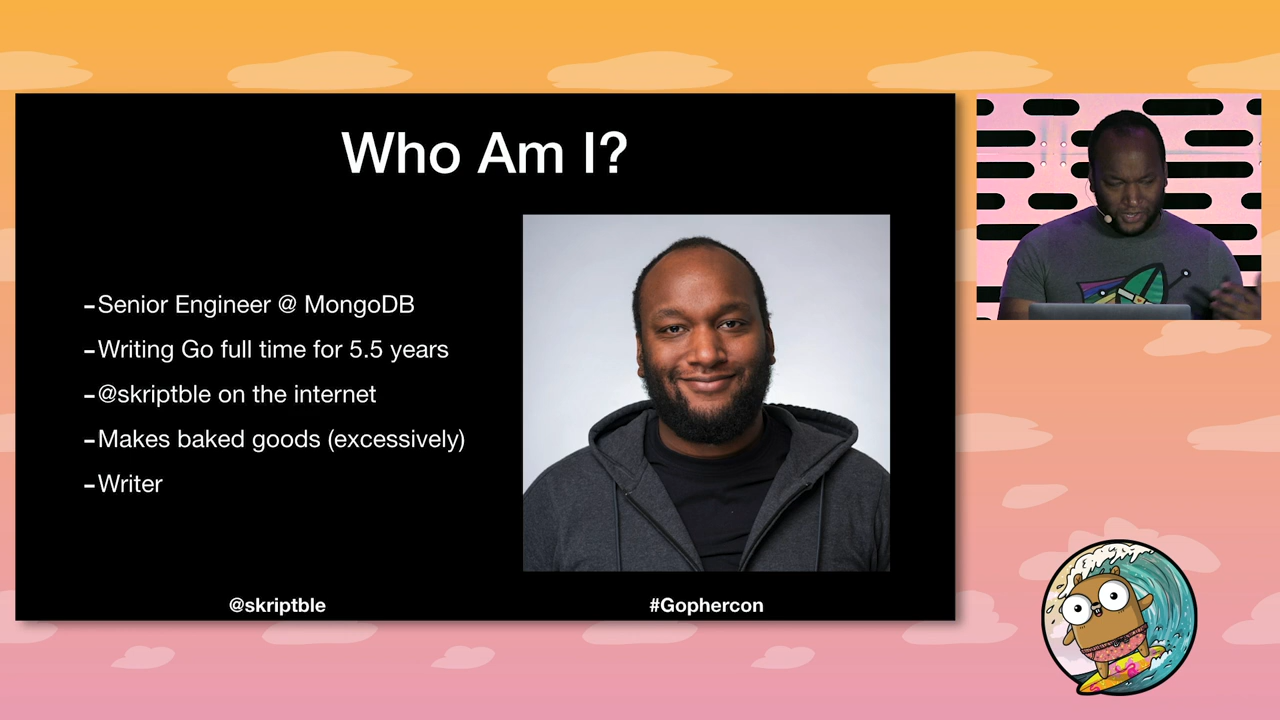 Who Am I?
-Senior Engineer @ MongoDB
-Writing Go full time for 5.5 years
-@skriptble on the internet
-Makes baked goods (excessively)
-Writer
@skriptble
#Gophercon